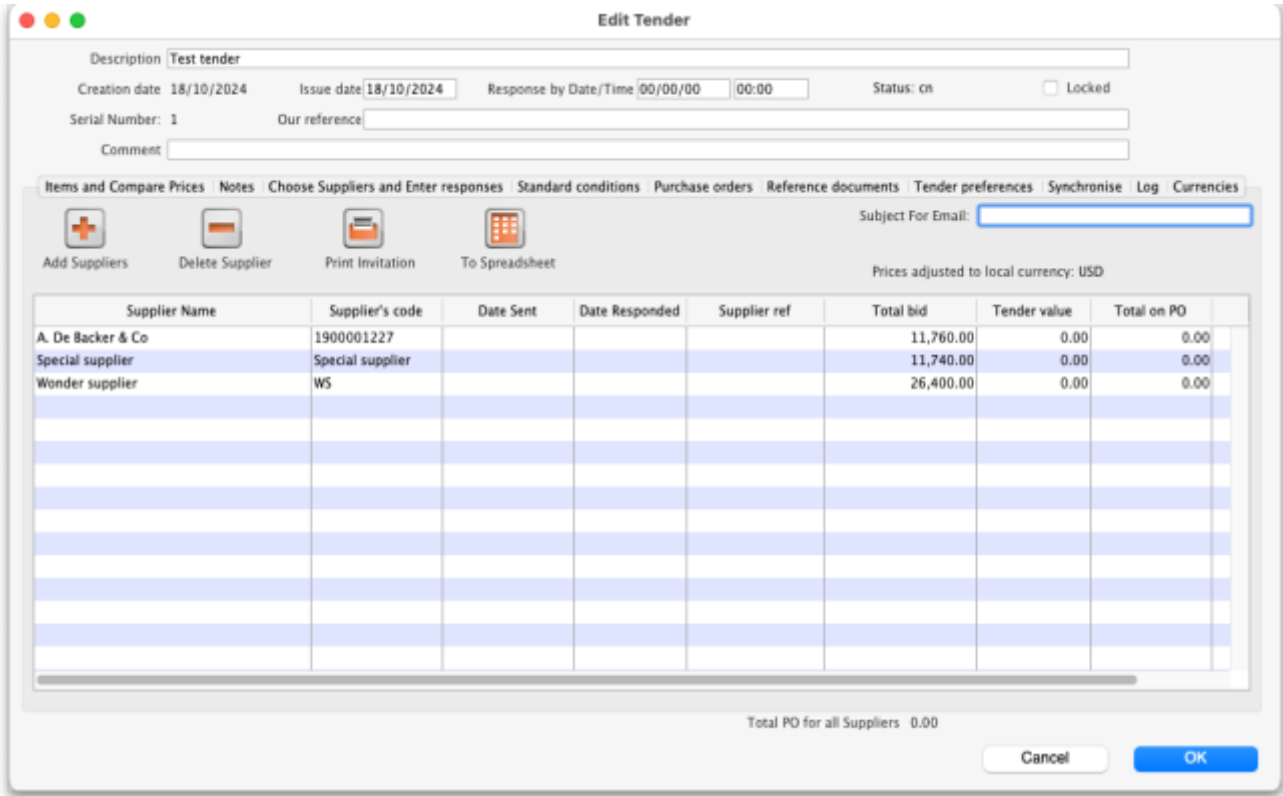 Edit Tender
Description Test tender
Creation date 18/10/2024 Issue date 18/10/2024 Response by Date/Time 00/00/00 00:00 Status: cn Locked
Serial Number: 1 Our reference
Comment
Items and Compare Prices Notes Choose Suppliers and Enter responses Standard conditions Purchase orders Reference documents Tender preferences Synchronise Log Currencies
Subject For Email:
Add Suppliers Delete Supplier Print Invitation To Spreadsheet
Prices adjusted to local currency: USD
Supplier Name Supplier's code Date Sent Date Responded Supplier ref Total bid Tender value Total on PO
A. De Backer & Co 1900001227 11,760.00 0.00 0.00
Special supplier Special supplier 11,740.00 0.00 0.00
Wonder supplier WS 26,400.00 0.00 0.00
Total PO for all Suppliers 0.00
Cancel OK